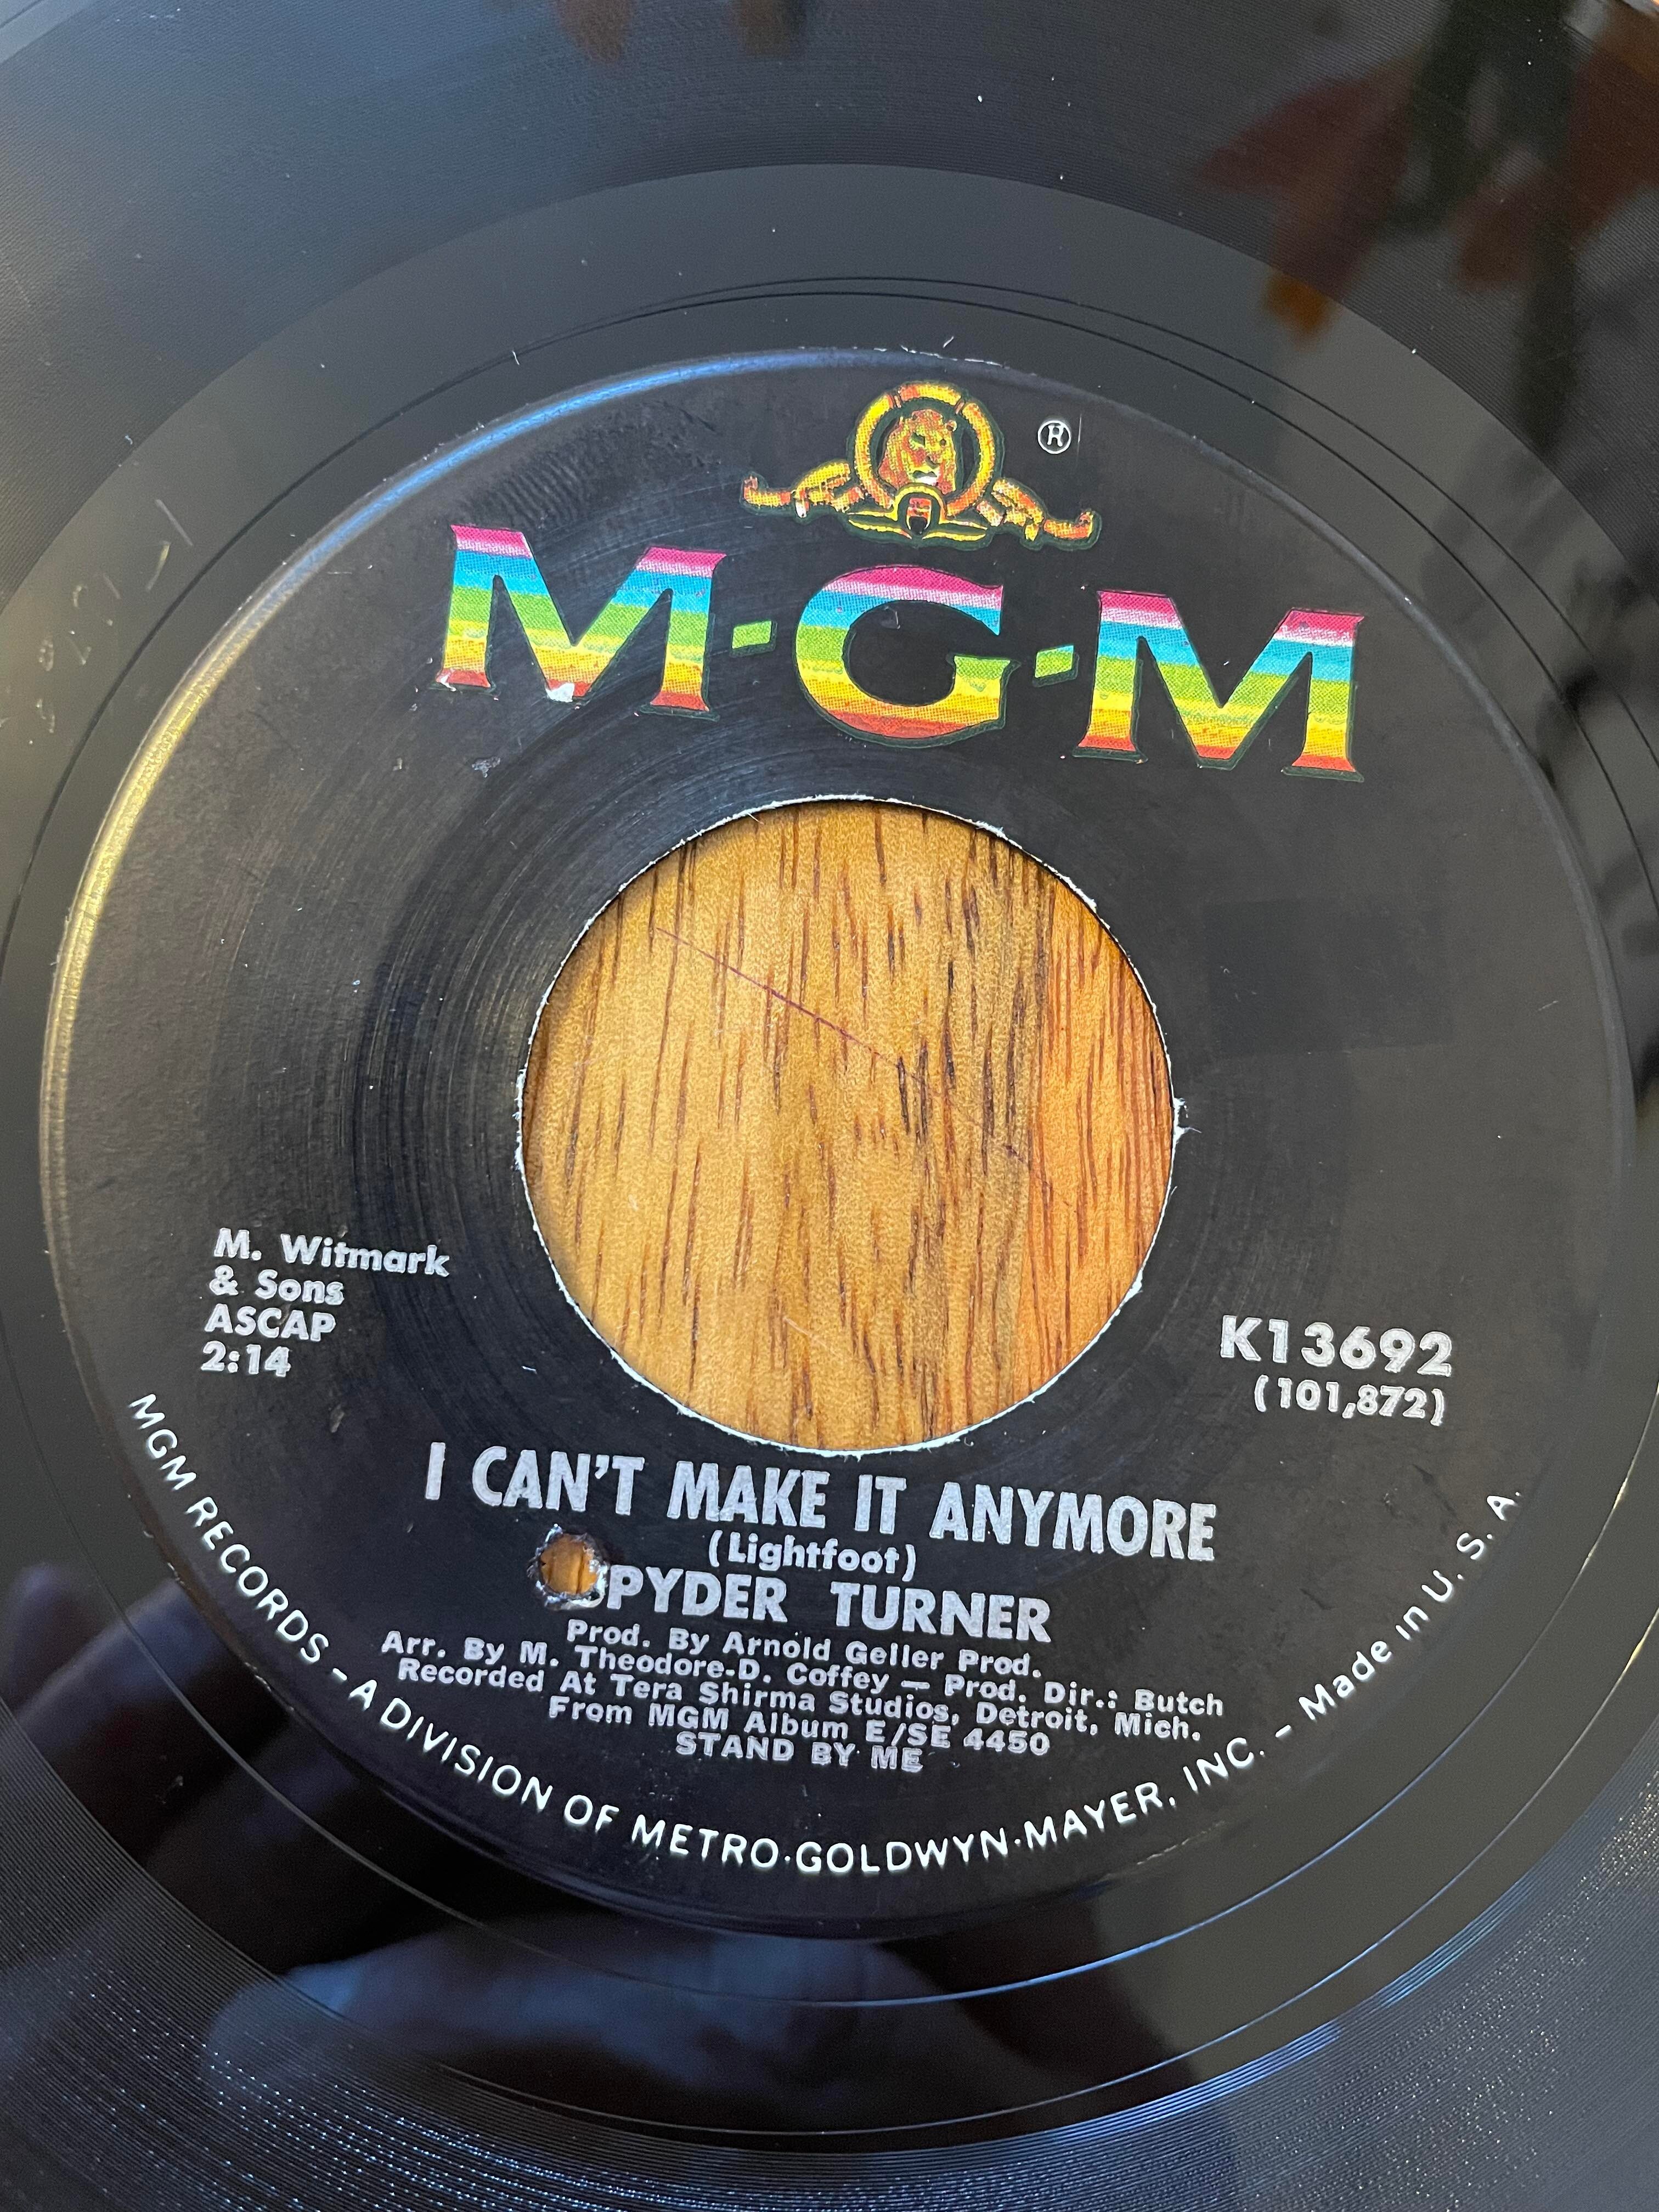 ®
M-G-M
M. Witmark
& Sons
ASCAP
2:14
K13692
(101,872)
I CAN'T MAKE IT ANYMORE
(Lightfoot)
SPYDER TURNER
Prod. By Arnold Geller Prod.
Arr. By M. Theodore-D. Coffey — Prod. Dir.: Butch
Recorded At Tera Shirma Studios, Detroit, Mich.
From MGM Album E/SE 4450
STAND BY ME
MGM RECORDS – A DIVISION OF METRO-GOLDWYN-MAYER, INC. – Made in U. S. A.